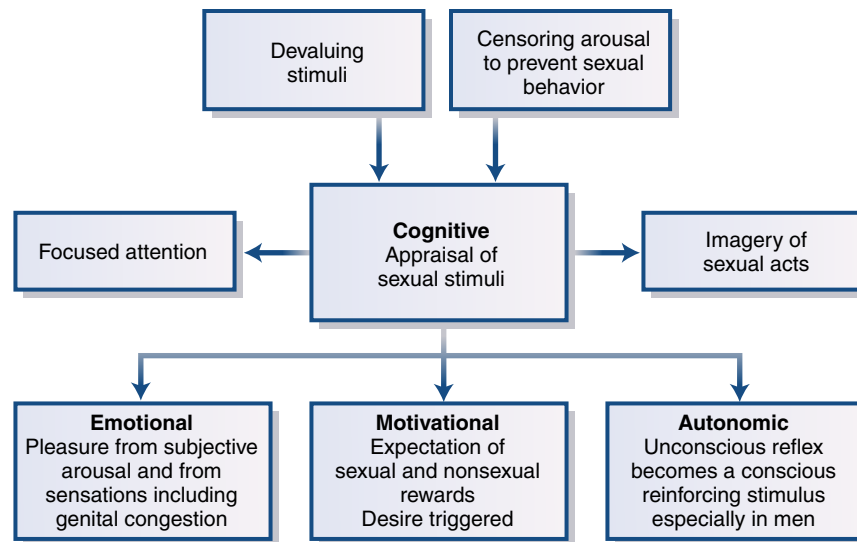 Devaluing
stimuli
Censoring arousal
to prevent sexual
behavior
Focused attention
Cognitive
Appraisal of
sexual stimuli
Imagery of
sexual acts
Emotional
Pleasure from subjective
arousal and from
sensations including
genital congestion
Motivational
Expectation of
sexual and nonsexual
rewards
Desire triggered
Autonomic
Unconscious reflex
becomes a conscious
reinforcing stimulus
especially in men